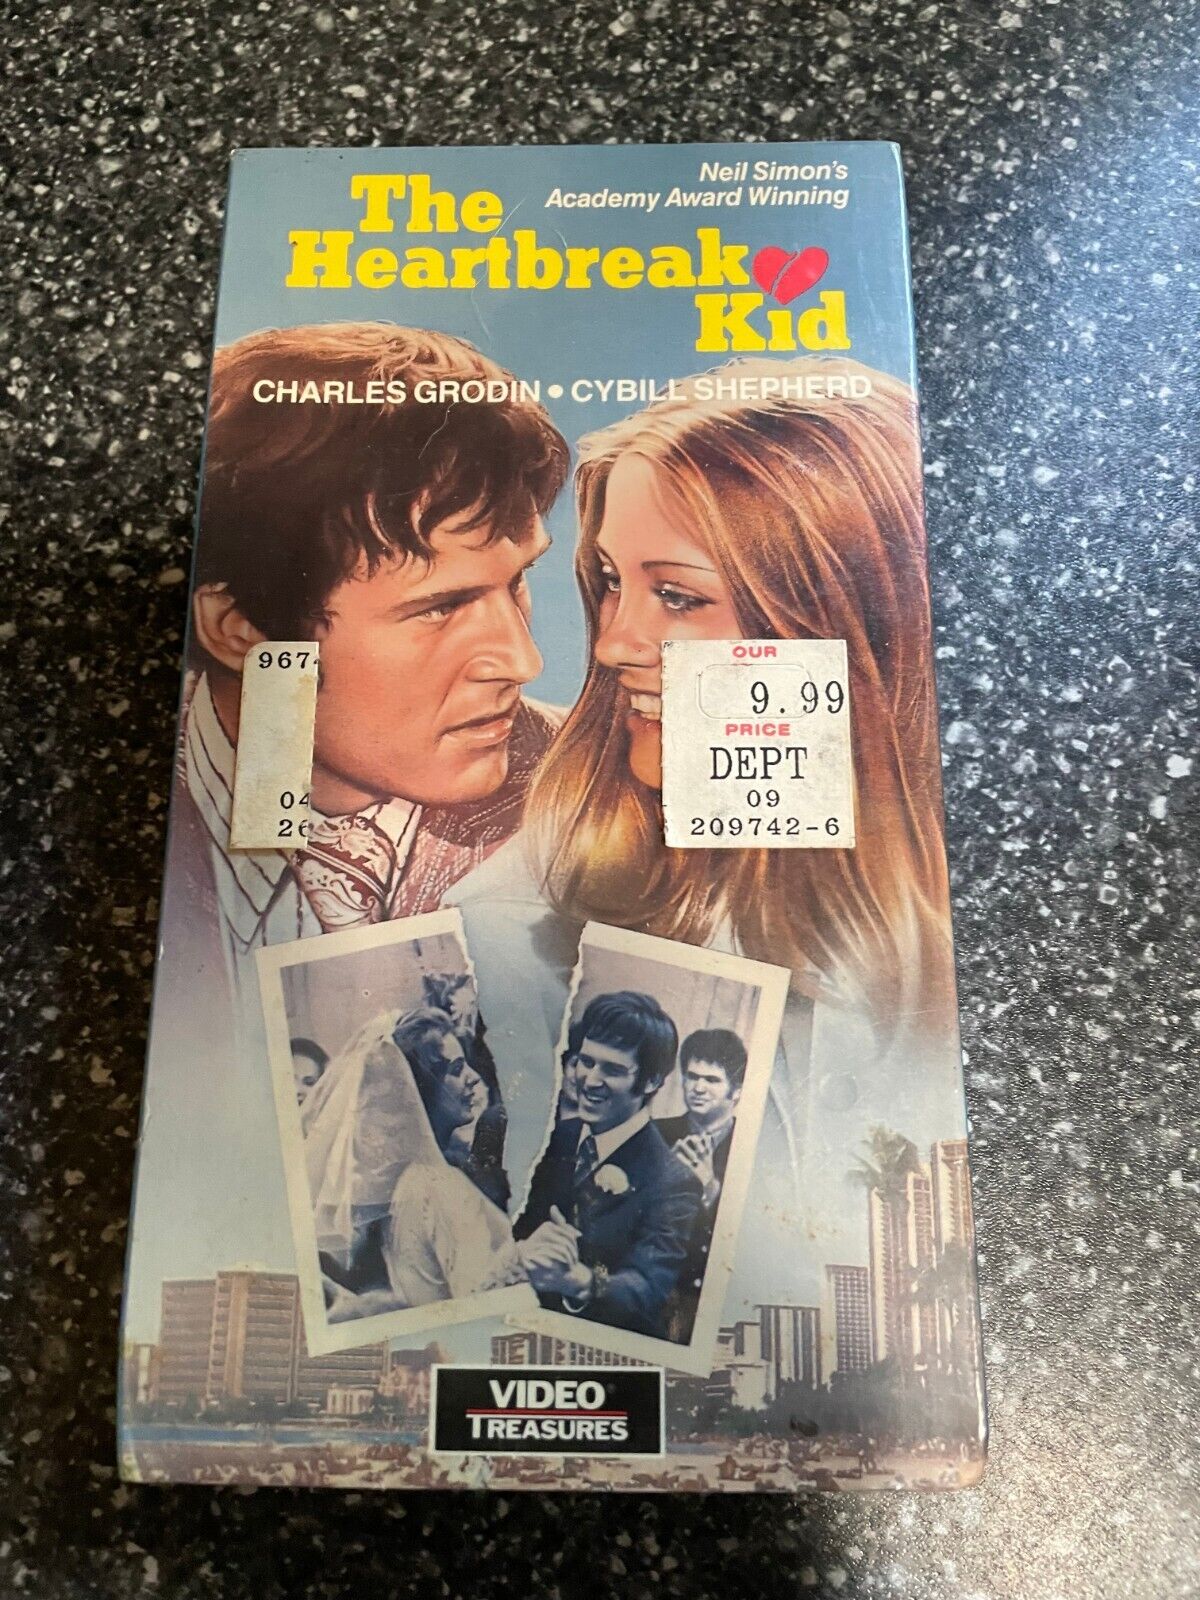 Neil Simon's
Academy Award Winning
The
Heartbreak
Kid
CHARLES GRODIN • CYBILL SHEPHERD
967
04
26
OUR
9.99
PRICE
DEPT
09
209742-6
VIDEO
TREASURES